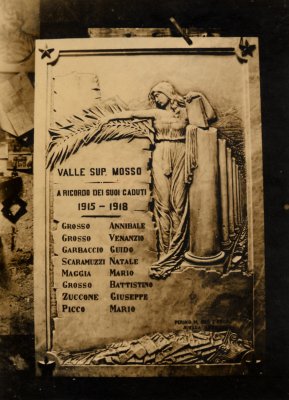 VALLE SUP. MOSSO
A RICORDO DEI SUOI CADUTI
1915 - 1918
GROSSO ANNIBALE
GROSSO VENANZIO
GARBACCIO GUIDO
SCARAMUZZI NATALE
MAGGIA MARIO
GROSSO BATTISTINO
ZUCCONE GIUSEPPE
PICCO MARIO